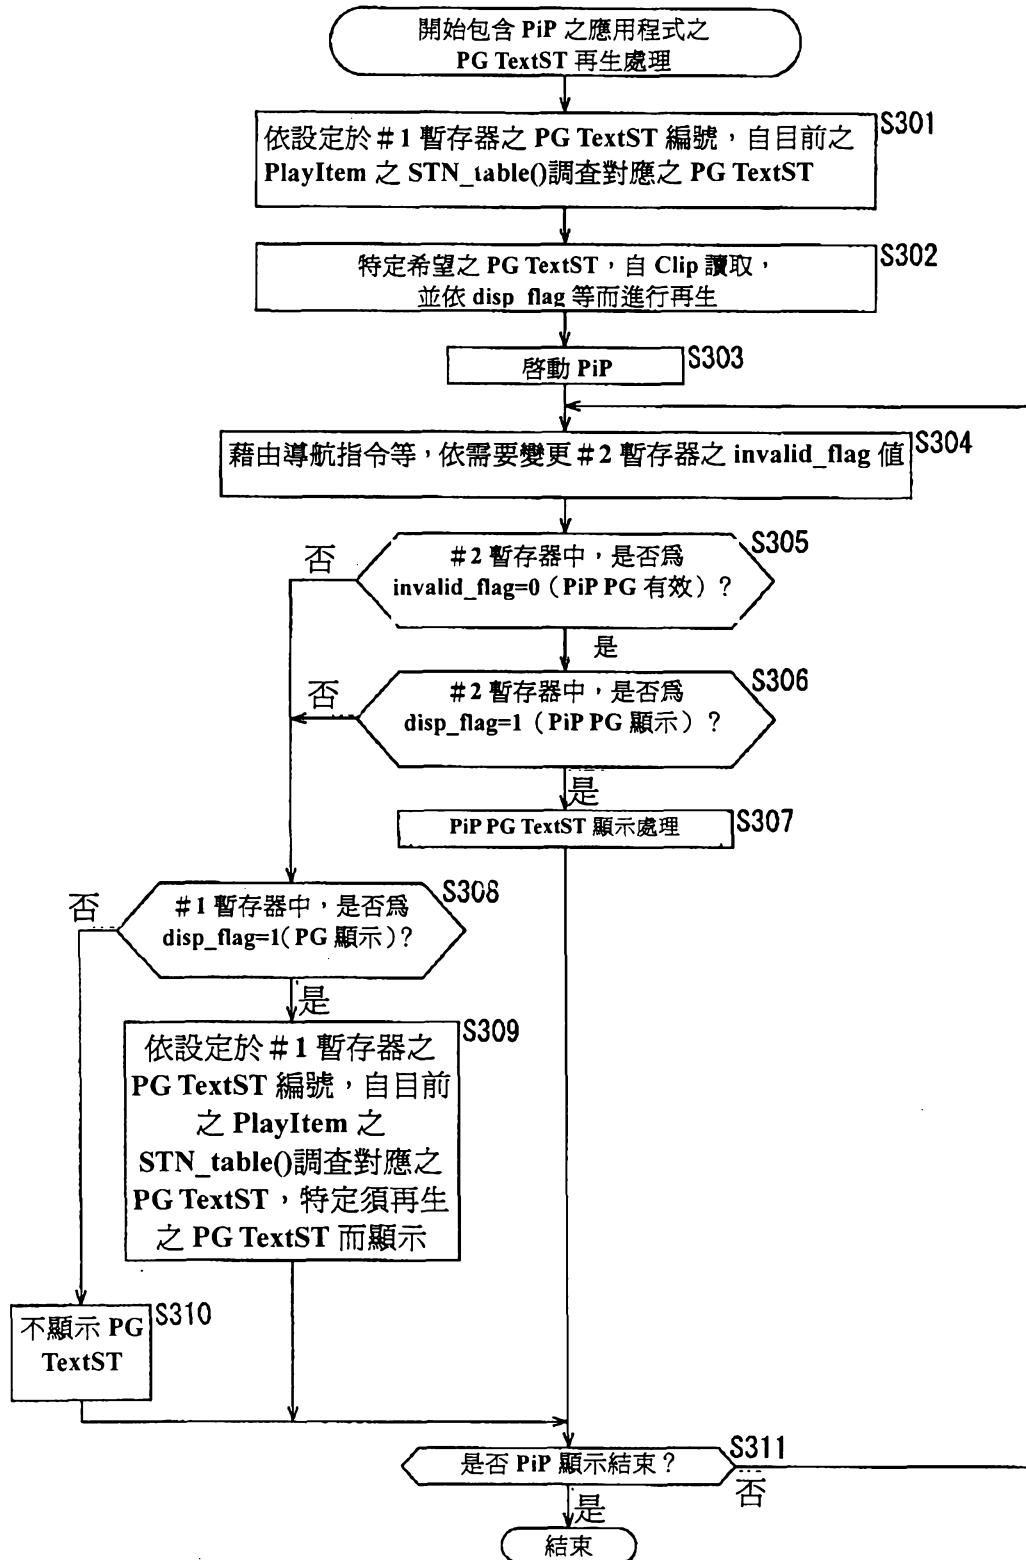 開始包含 PiP 之應用程式之
PG TextST 再生處理
S301
依設定於＃1 暫存器之 PG TextST 編號，自目前之
PlayItem 之 STN_table()調查對應之 PG TextST
S302
特定希望之 PG TextST，自 Clip 讀取，
並依 disp_flag 等而進行再生
S303
啓動 PiP
S304
藉由導航指令等，依需要變更＃2 暫存器之 invalid_flag 值
S305
＃2 暫存器中，是否爲
invalid_flag=0（PiP PG 有效）？
否
是
S306
＃2 暫存器中，是否爲
disp_flag=1（PiP PG 顯示）？
否
是
S307
PiP PG TextST 顯示處理
S308
＃1 暫存器中，是否爲
disp_flag=1（PG 顯示）？
否
是
S309
依設定於＃1 暫存器之
PG TextST 編號，自目前
之 PlayItem 之
STN_table()調查對應之
PG TextST，特定須再生
之 PG TextST 而顯示
S310
不顯示 PG
TextST
S311
是否 PiP 顯示結束？
否
是
結束